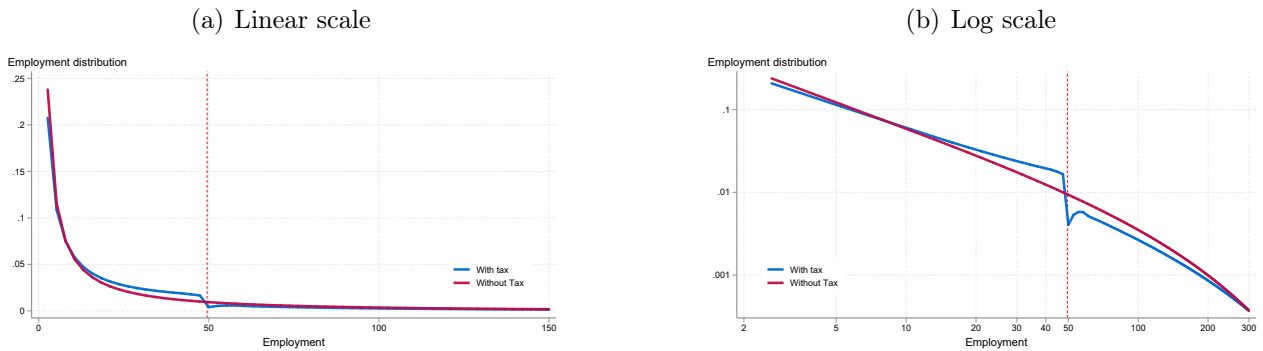 (a) Linear scale
Employment distribution
.25
.2
.15
.1
.05
0
0 50 100 150
Employment
With tax
Without Tax
(b) Log scale
Employment distribution
.1
.01
.001
2 5 10 20 30 40 50 100 200 300
Employment
With tax
Without Tax